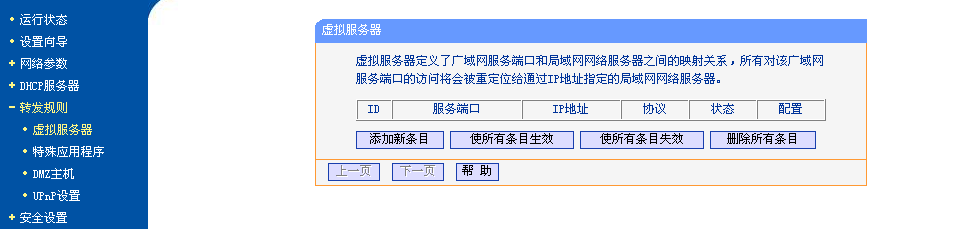 运行状态
设置向导
网络参数
DHCP服务器
转发规则
虚拟服务器
特殊应用程序
DMZ主机
UPnP设置
安全设置
虚拟服务器
虚拟服务器定义了广域网服务端口和局域网网络服务器之间的映射关系，所有对该广域网
服务端口的访问将会被重定位给通过IP地址指定的局域网网络服务器。
ID 服务端口 IP地址 协议 状态 配置
添加新条目 使所有条目生效 使所有条目失效 删除所有条目
上一页 下一页 帮 助